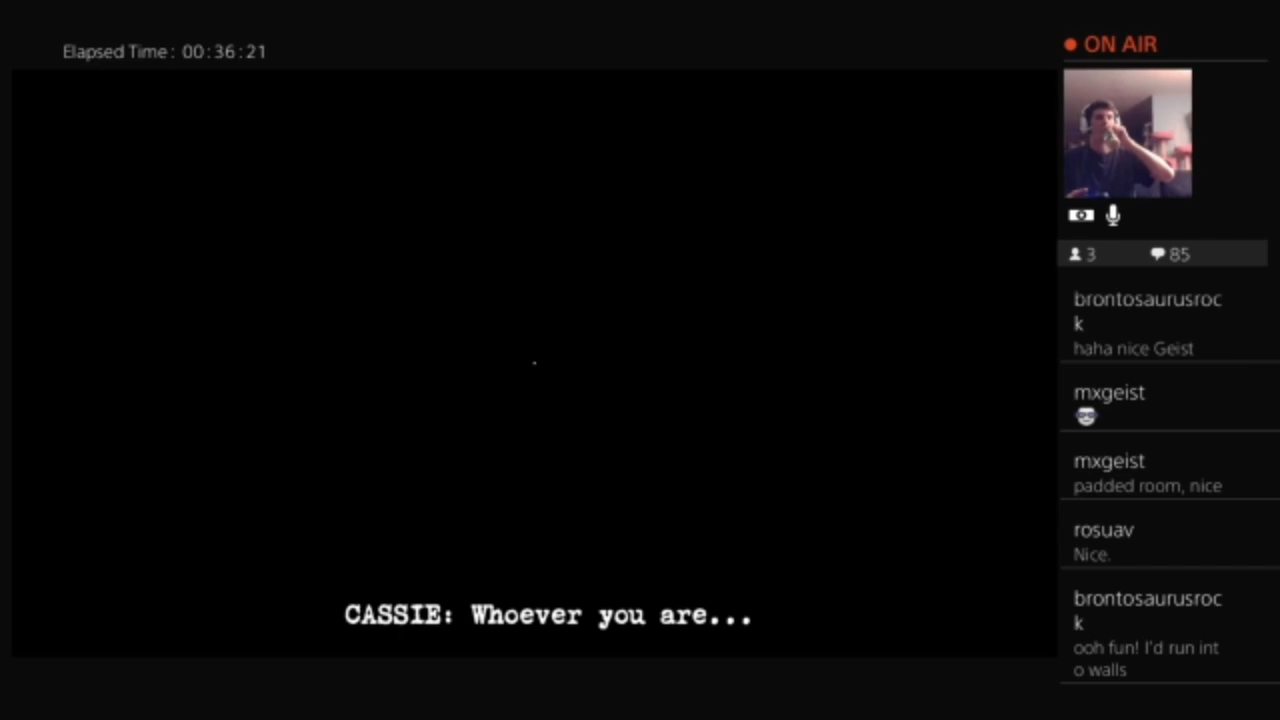 Elapsed Time: 00:36:21
ON AIR
3 85
brontosaurusroc
k
haha nice Geist
mxgeist
mxgeist
padded room, nice
rosuav
Nice.
brontosaurusroc
k
ooh fun! I'd run int
o walls
CASSIE: Whoever you are...